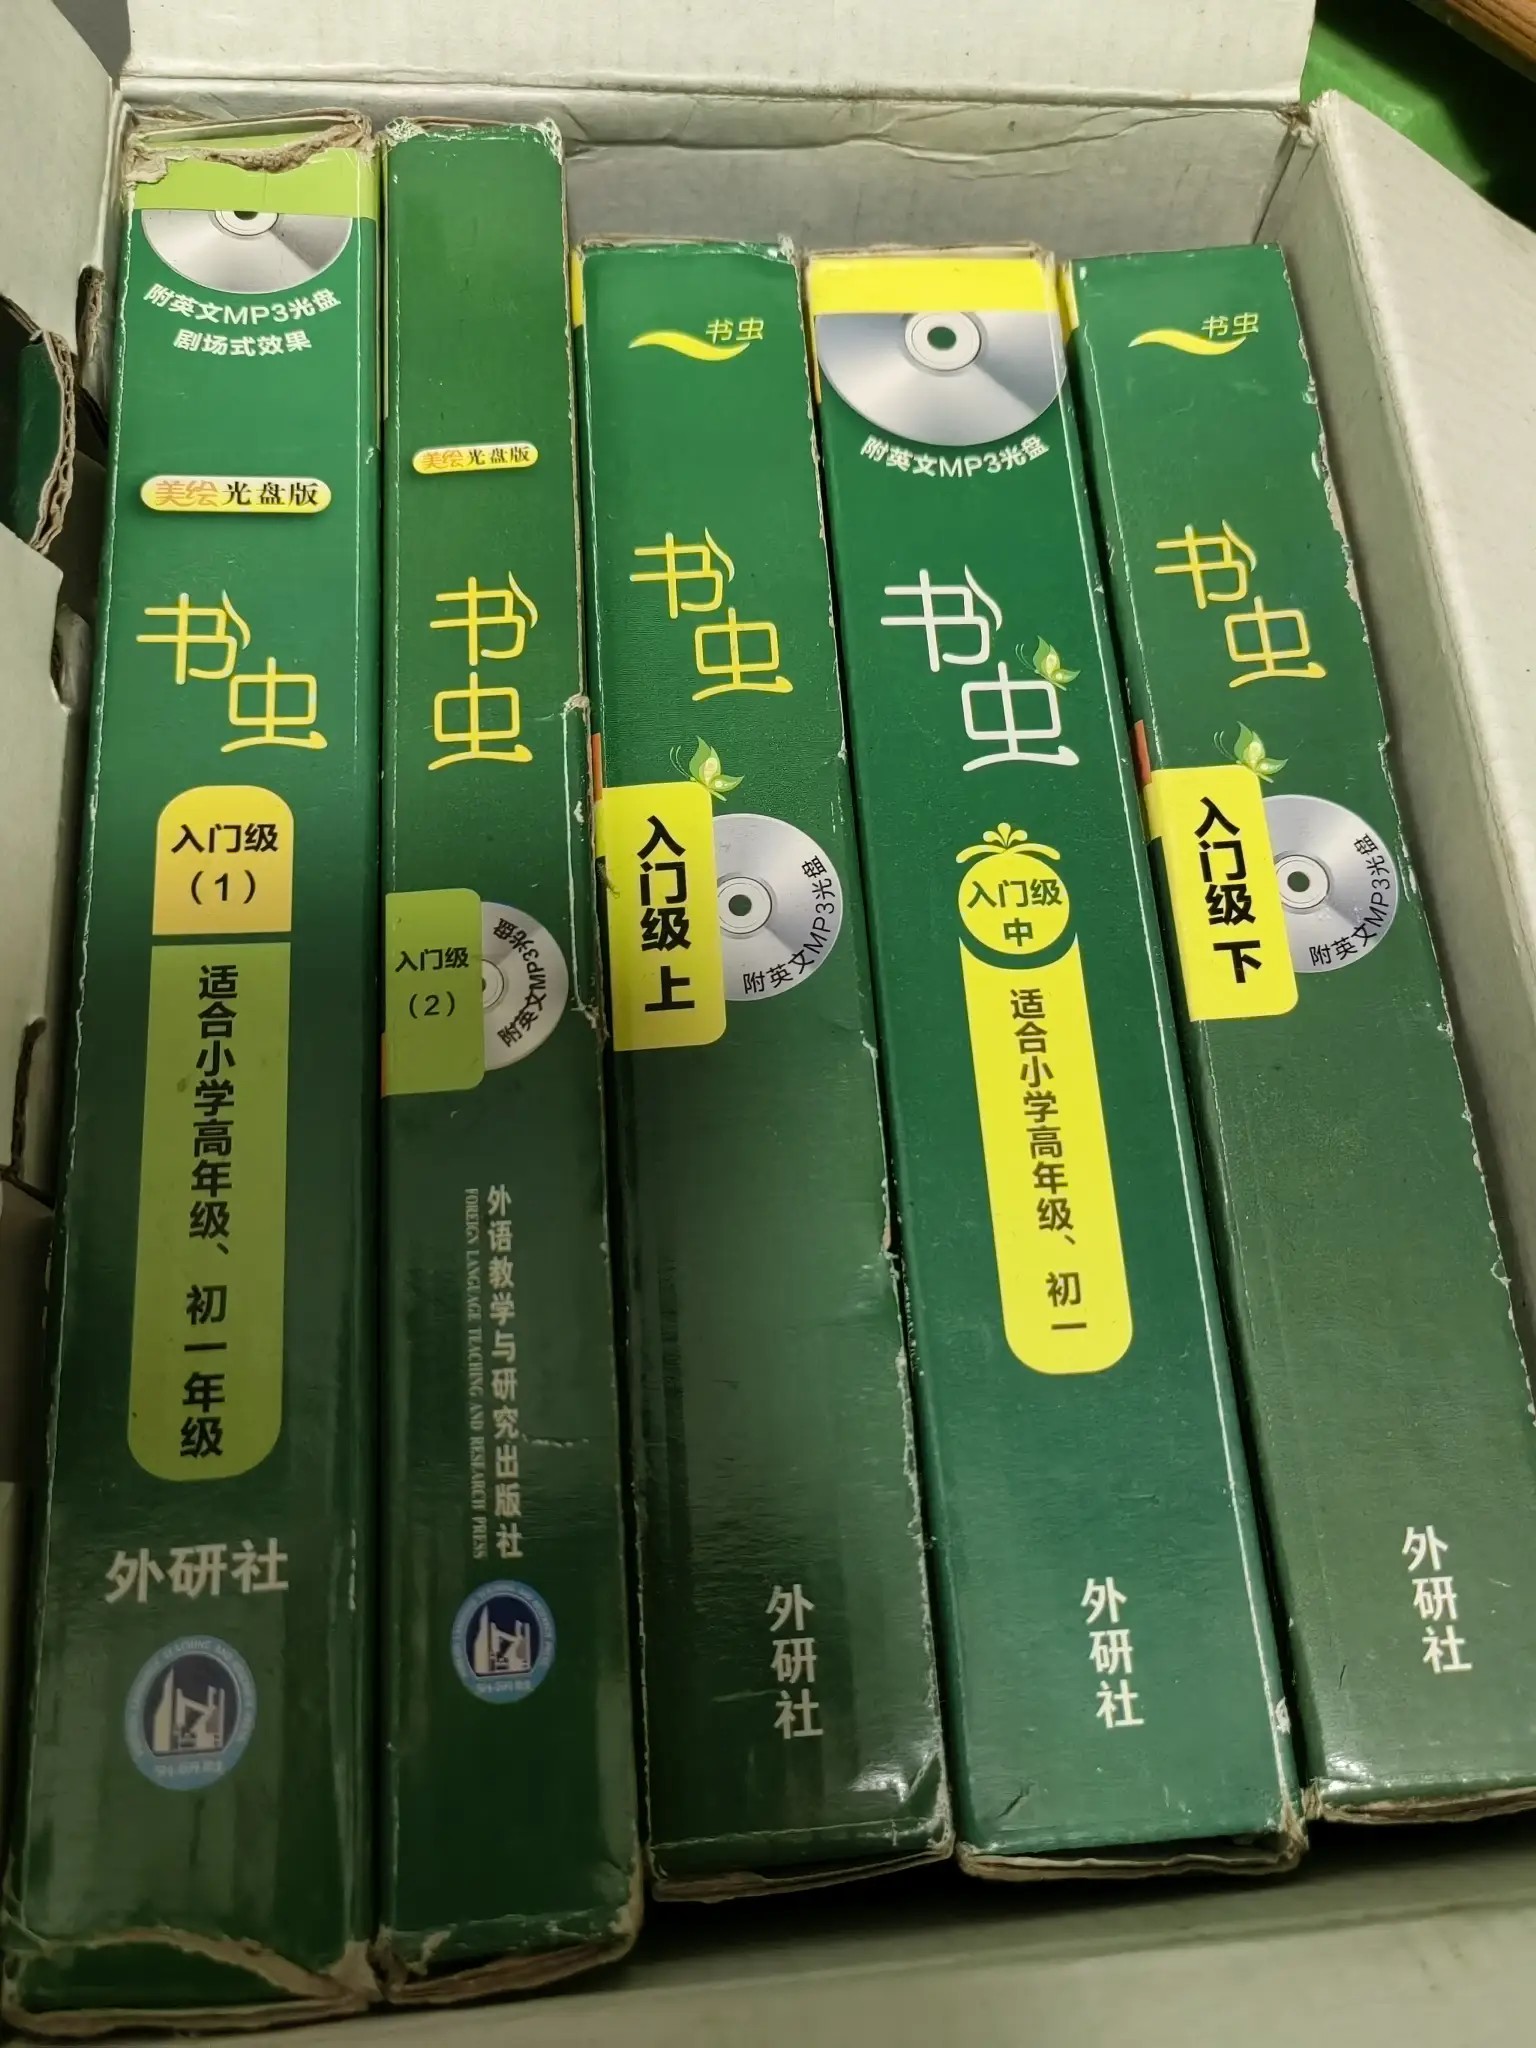 附英文MP3光盘
剧场式效果
美绘光盘版
书虫
入门级
（1）
适合小学高年级、初一年级
外研社
美绘光盘版
书虫
入门级
（2）
附英文MP3光盘
外语教学与研究出版社
FOREIGN LANGUAGE TEACHING AND RESEARCH PRESS
书虫
书虫
入门级 上
附英文MP3光盘
外研社
附英文MP3光盘
书虫
入门级
中
适合小学高年级、初一
外研社
书虫
书虫
入门级 下
附英文MP3光盘
外研社